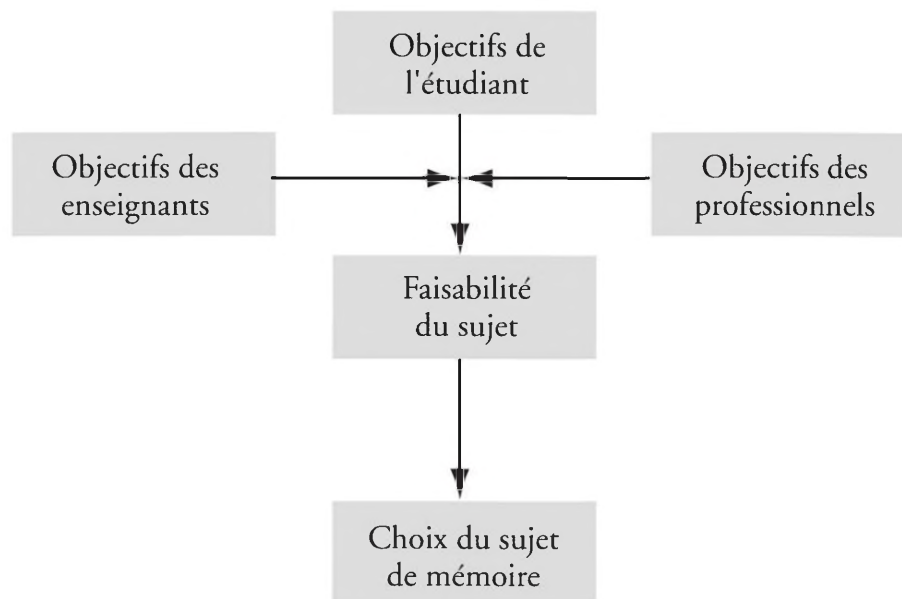 Objectifs de
l'étudiant
Objectifs des
enseignants
Objectifs des
professionnels
Faisabilité
du sujet
Choix du sujet
de mémoire